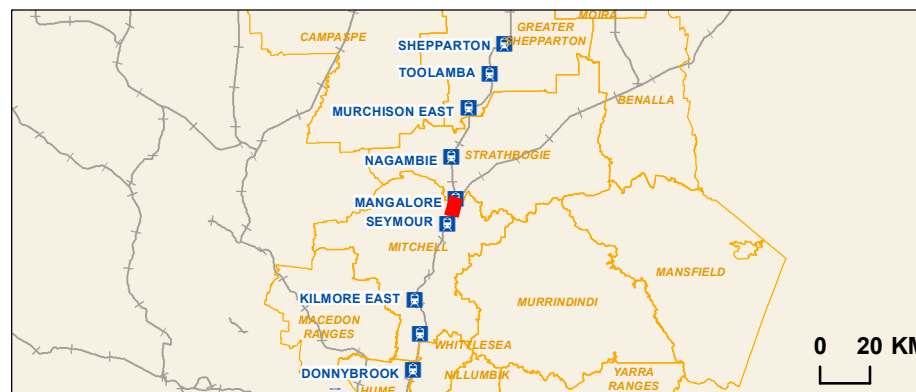 MOIRA
GREATER
SHEPPARTON
CAMPASPE
SHEPPARTON
TOOLAMBA
BENALLA
MURCHISON EAST
STRATHBOGIE
NAGAMBIE
MANGALORE
SEYMOUR
MITCHELL
MANSFIELD
MURRINDINDI
KILMORE EAST
MACEDON
RANGES
WHITTLESEA
DONNYBROOK
NILLUMBIK
YARRA
RANGES
HUME
0 20 KM